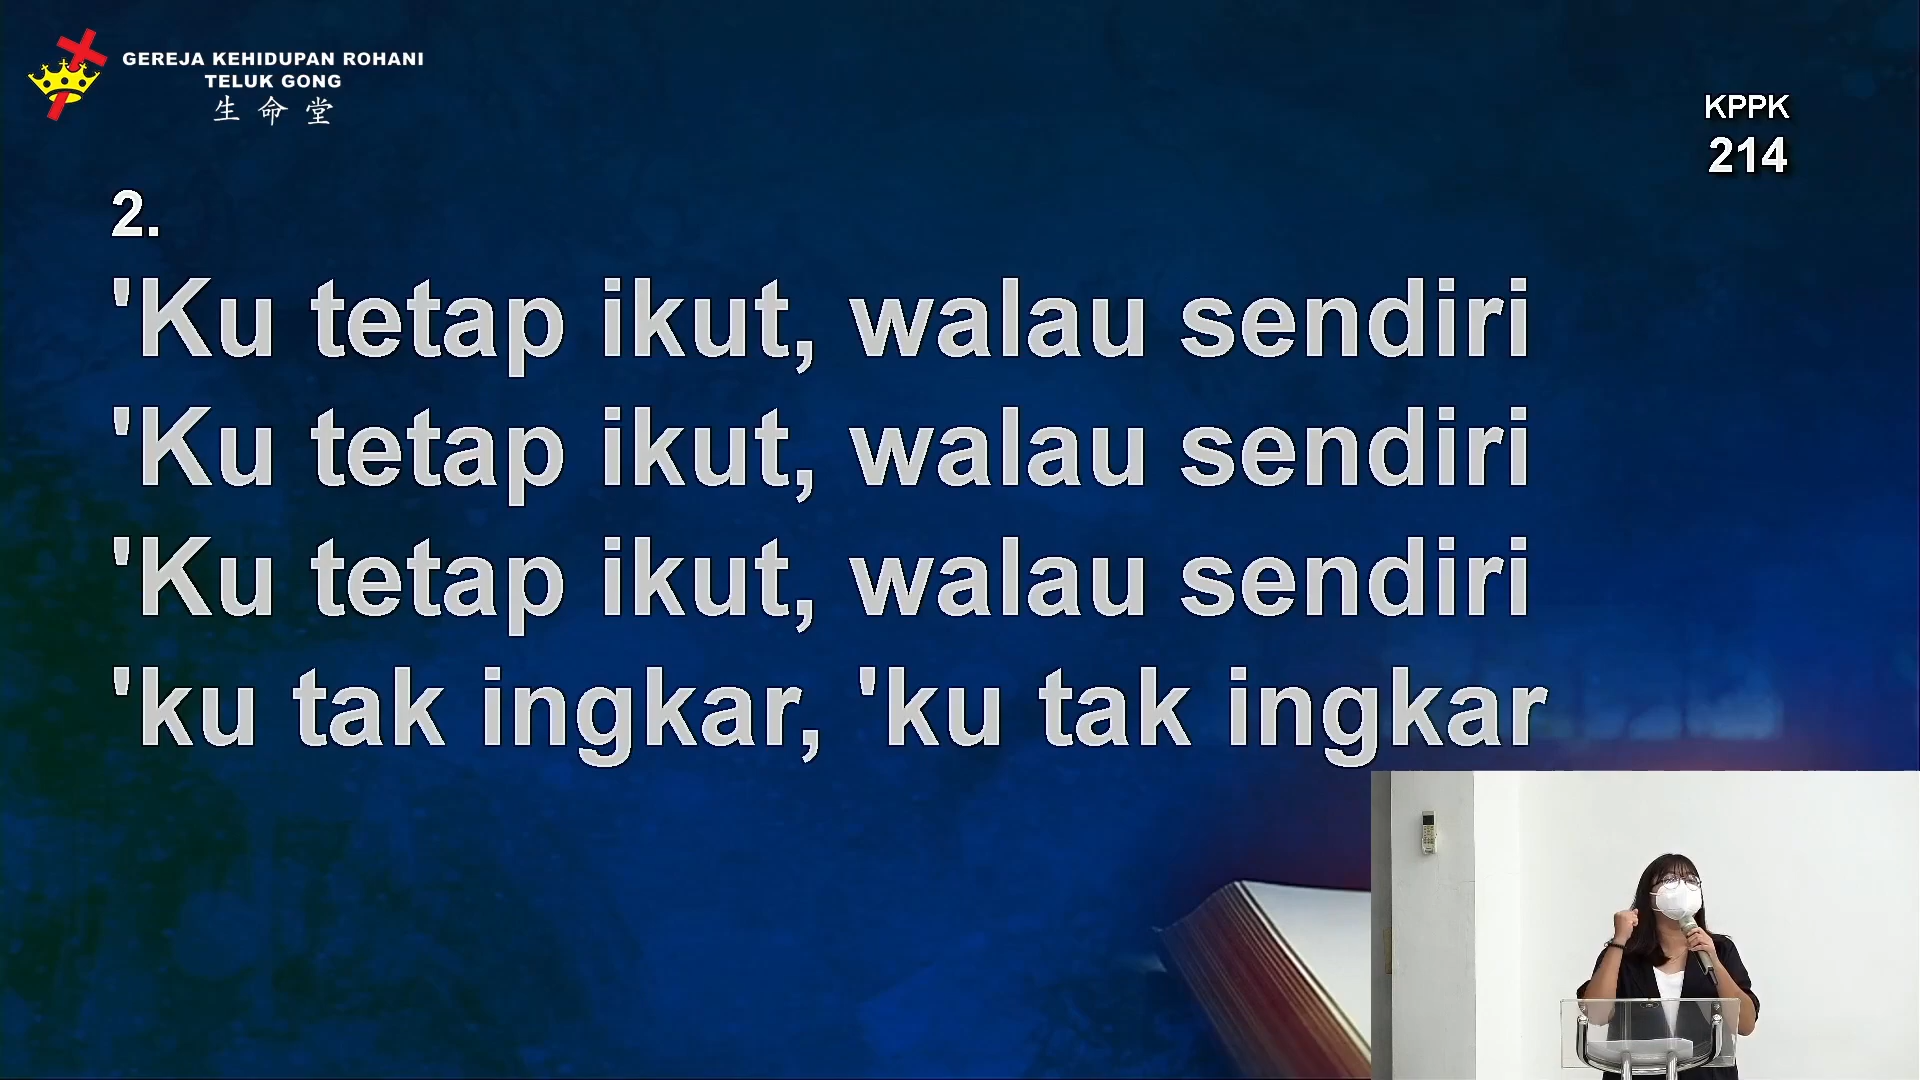 GEREJA KEHIDUPAN ROHANI
TELUK GONG
生命堂
KPPK
214
2.
'Ku tetap ikut, walau sendiri
'Ku tetap ikut, walau sendiri
'Ku tetap ikut, walau sendiri
'ku tak ingkar, 'ku tak ingkar